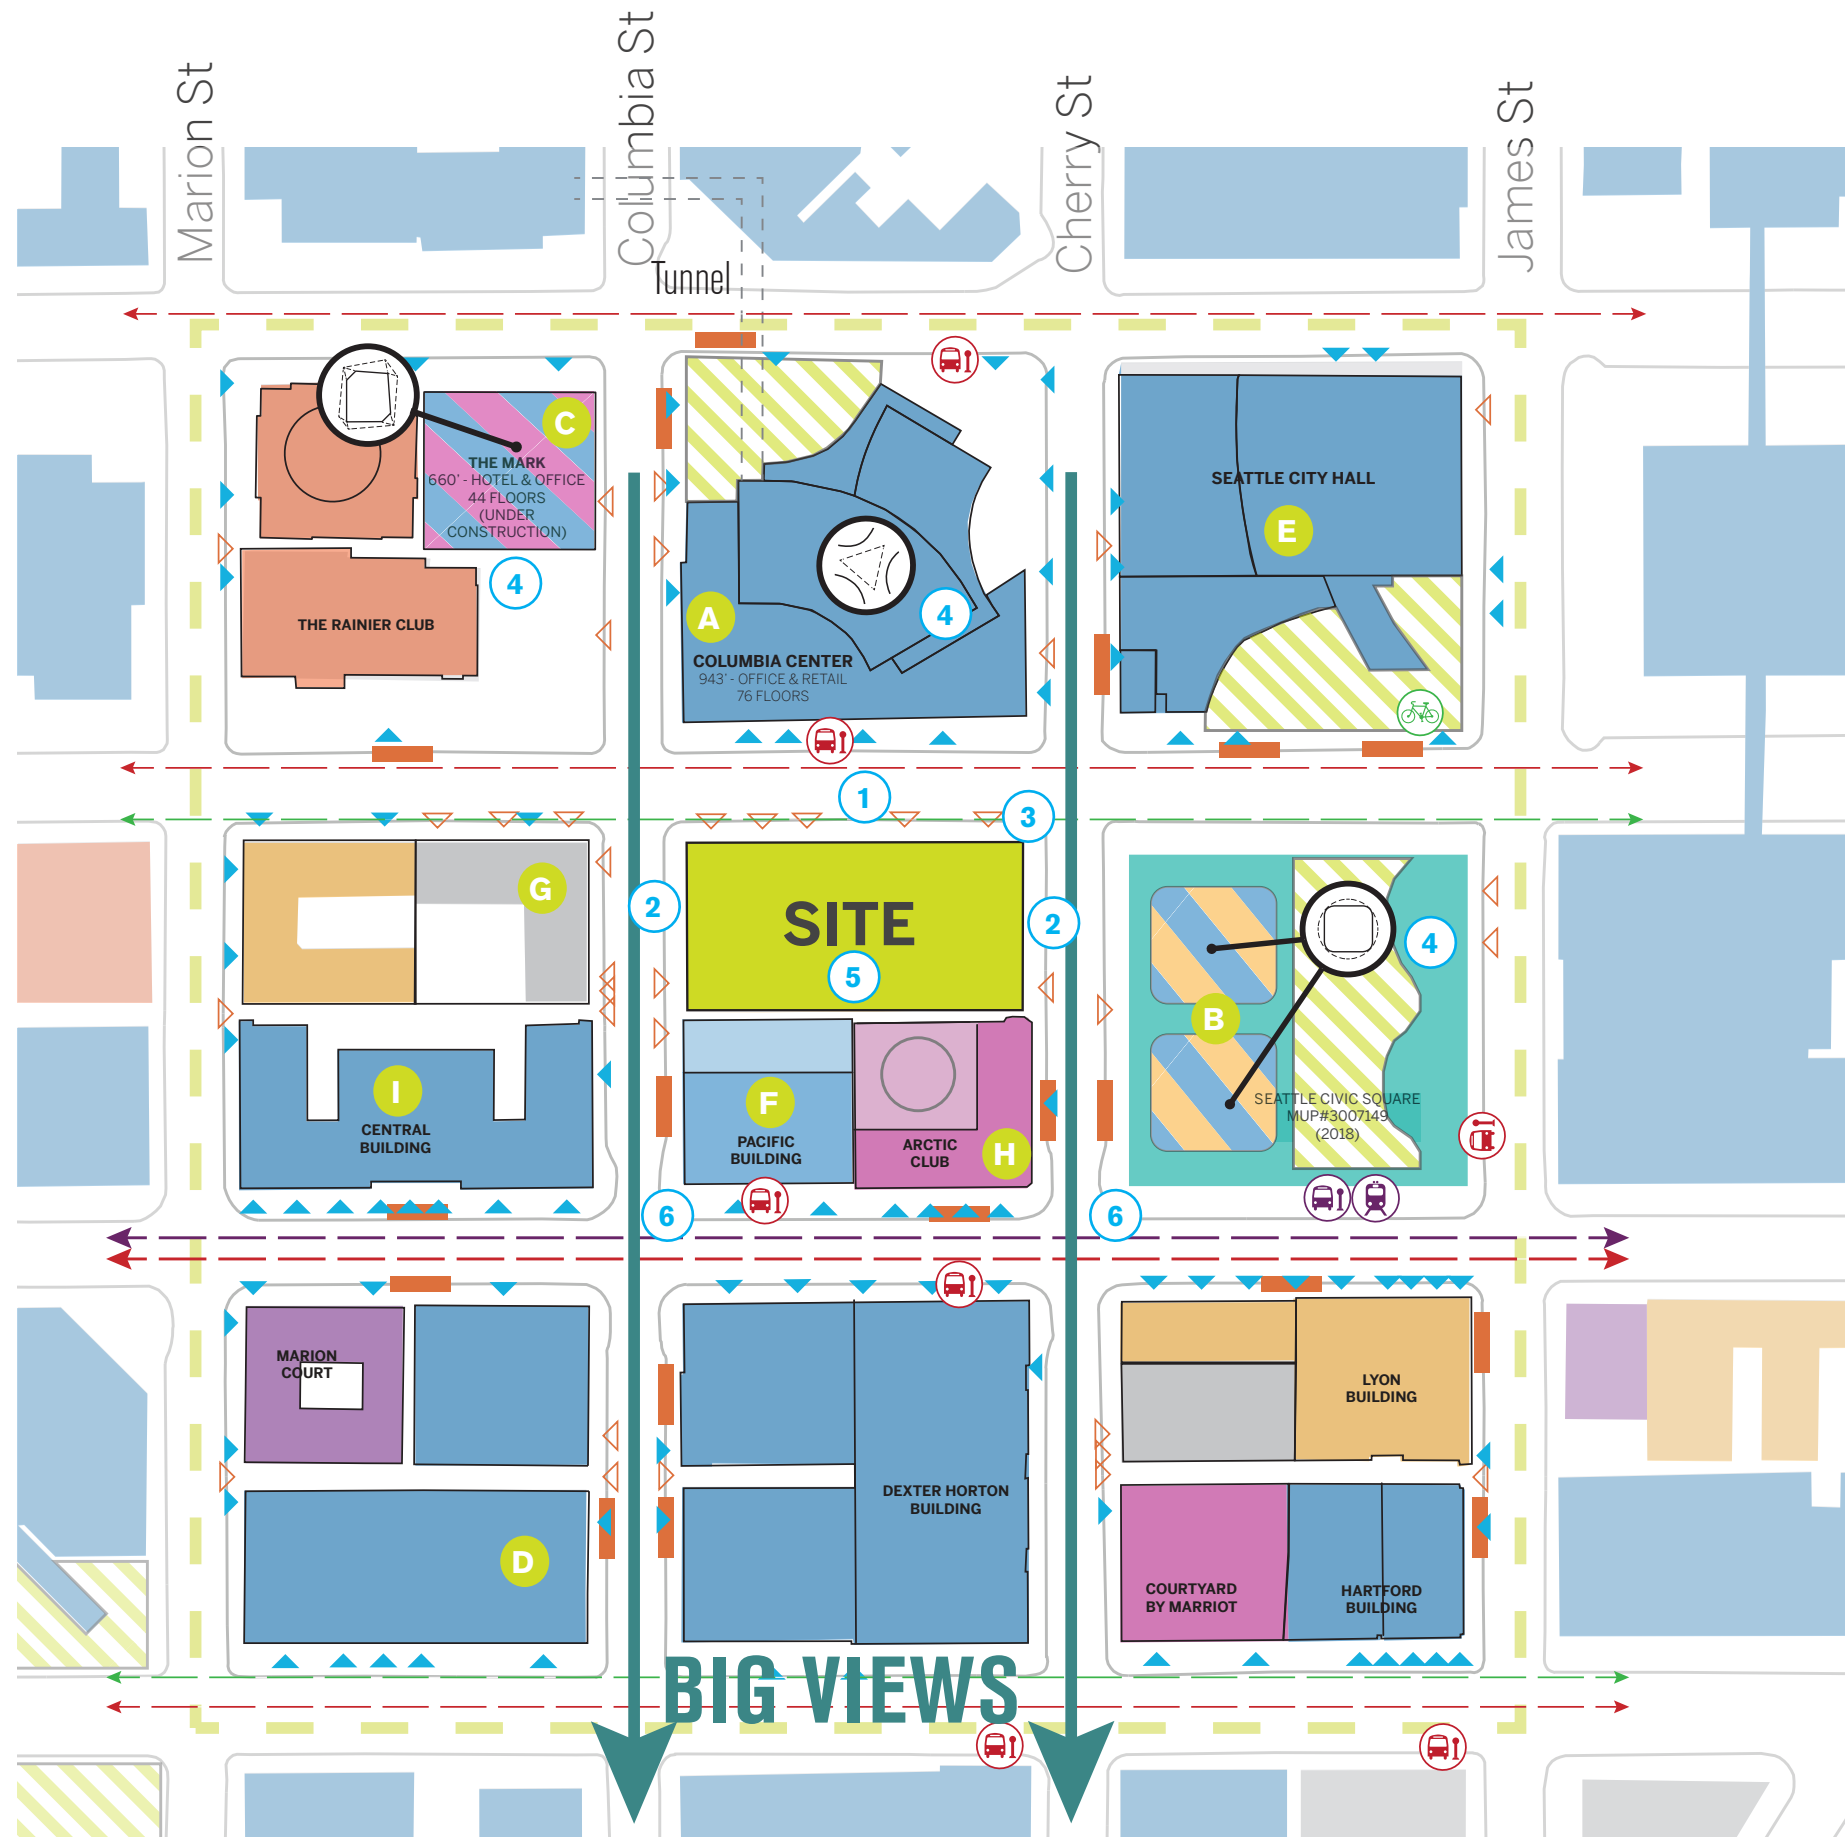 Marion St
Columbia St
Cherry St
James St
Tunnel
C
THE MARK
660' - HOTEL & OFFICE
44 FLOORS
(UNDER
CONSTRUCTION)
4
THE RAINIER CLUB
A
4
COLUMBIA CENTER
943' - OFFICE & RETAIL
76 FLOORS
SEATTLE CITY HALL
E
1
3
G
2
SITE
5
2
4
B
SEATTLE CIVIC SQUARE
MUP#3007149
(2018)
I
CENTRAL
BUILDING
F
PACIFIC
BUILDING
ARCTIC
CLUB
H
6
6
MARION
COURT
D
DEXTER HORTON
BUILDING
LYON
BUILDING
COURTYARD
BY MARRIOT
HARTFORD
BUILDING
BIG VIEWS